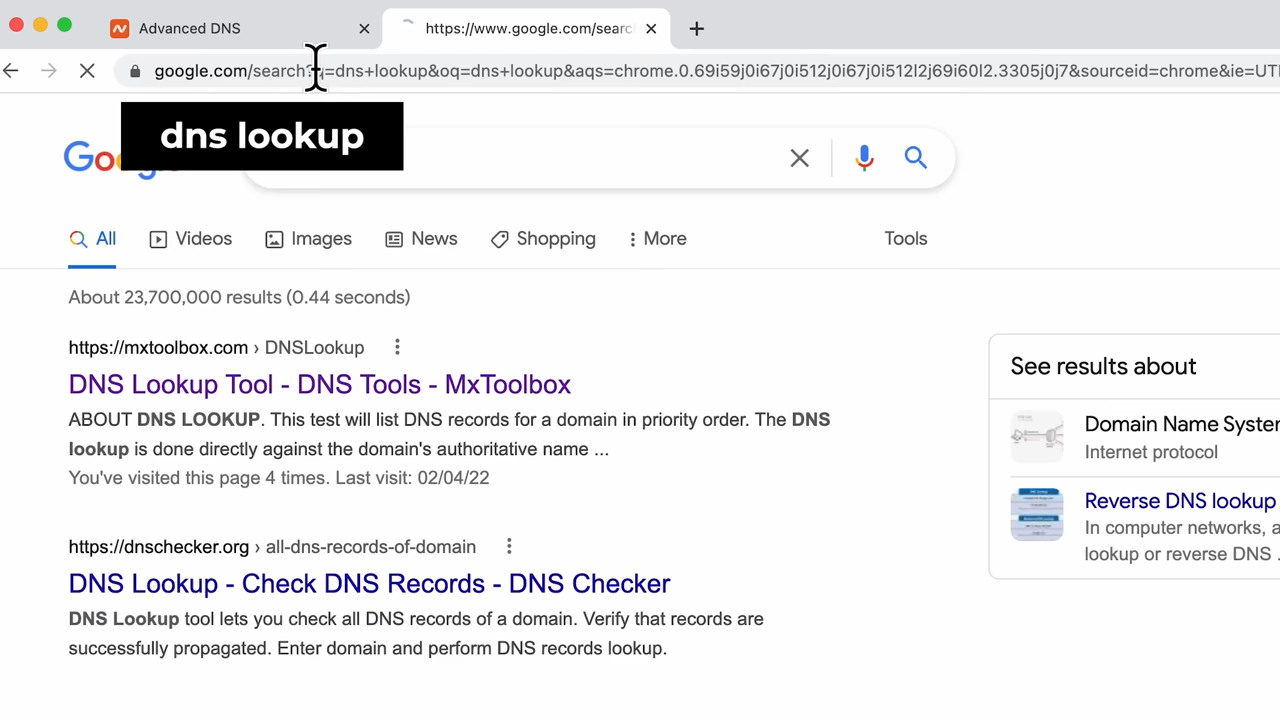 Advanced DNS
https://www.google.com/searc
google.com/search?q=dns+lookup&oq=dns+lookup&aqs=chrome.0.69i59j0i67j0i512j0i67j0i512l2j69i60l2.3305j0j7&sourceid=chrome&ie=UT
dns lookup
All
Videos
Images
News
Shopping
More
Tools
About 23,700,000 results (0.44 seconds)
https://mxtoolbox.com › DNSLookup
DNS Lookup Tool - DNS Tools - MxToolbox
ABOUT DNS LOOKUP. This test will list DNS records for a domain in priority order. The DNS
lookup is done directly against the domain's authoritative name ...
You've visited this page 4 times. Last visit: 02/04/22
https://dnschecker.org › all-dns-records-of-domain
DNS Lookup - Check DNS Records - DNS Checker
DNS Lookup tool lets you check all DNS records of a domain. Verify that records are
successfully propagated. Enter domain and perform DNS records lookup.
See results about
Domain Name System
Internet protocol
Reverse DNS lookup
In computer networks, a
lookup or reverse DNS .